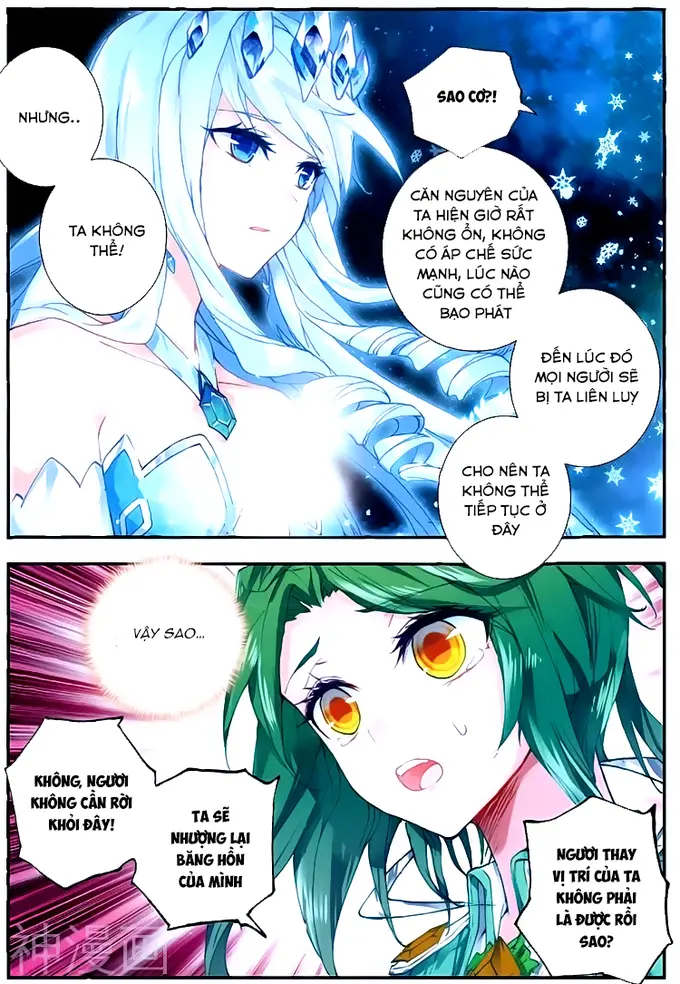 NHƯNG..
TA KHÔNG
THỂ!
SAO CƠ?!
CĂN NGUYÊN CỦA
TA HIỆN GIỜ RẤT
KHÔNG ỔN, KHÔNG
CÓ ÁP CHẾ SỨC
MẠNH, LÚC NÀO
CŨNG CÓ THỂ
BẠO PHÁT
ĐẾN LÚC ĐÓ
MỌI NGƯỜI SẼ
BỊ TA LIÊN LUỴ
CHO NÊN TA
KHÔNG THỂ
TIẾP TỤC Ở
ĐÂY
VẬY SAO...
KHÔNG, NGƯƠI
KHÔNG CẦN RỜI
KHỎI ĐÂY!
TA SẼ
NHƯỢNG LẠI
BĂNG HỒN
CỦA MÌNH
NGƯƠI THAY
VỊ TRÍ CỦA TA
KHÔNG PHẢI
LÀ ĐƯỢC RỒI
SAO?
神漫画